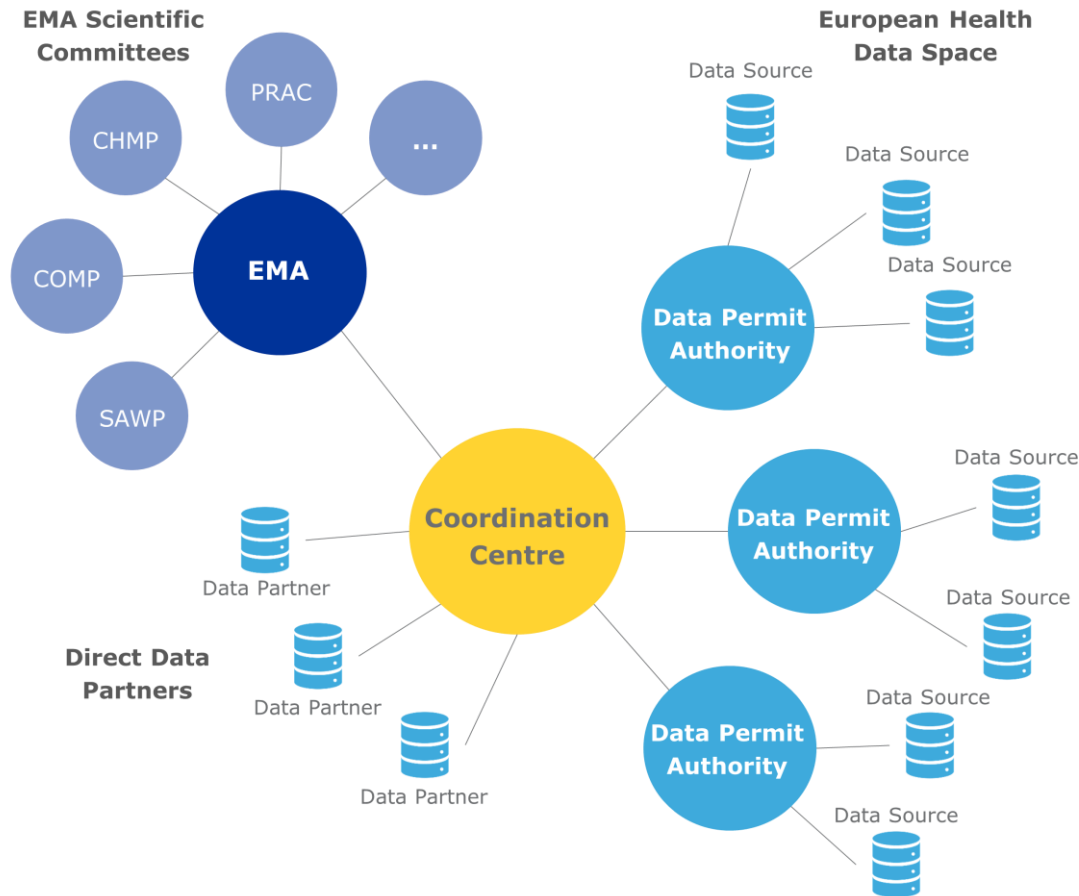 EMA Scientific
Committees
PRAC
CHMP
...
COMP
EMA
SAWP
European Health
Data Space
Data Source
Data Source
Data Source
Data Permit
Authority
Coordination
Centre
Data Permit
Authority
Data Source
Data Source
Data Permit
Authority
Data Source
Data Source
Data Partner
Direct Data
Partners
Data Partner
Data Partner